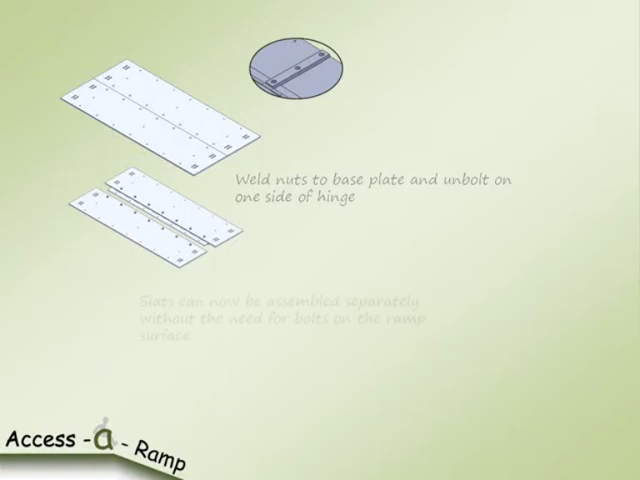 Weld nuts to base plate and unbolt on
one side of hinge
Slats can now be assembled separately
without the need for bolts on the ramp
surface
Access - a - Ramp